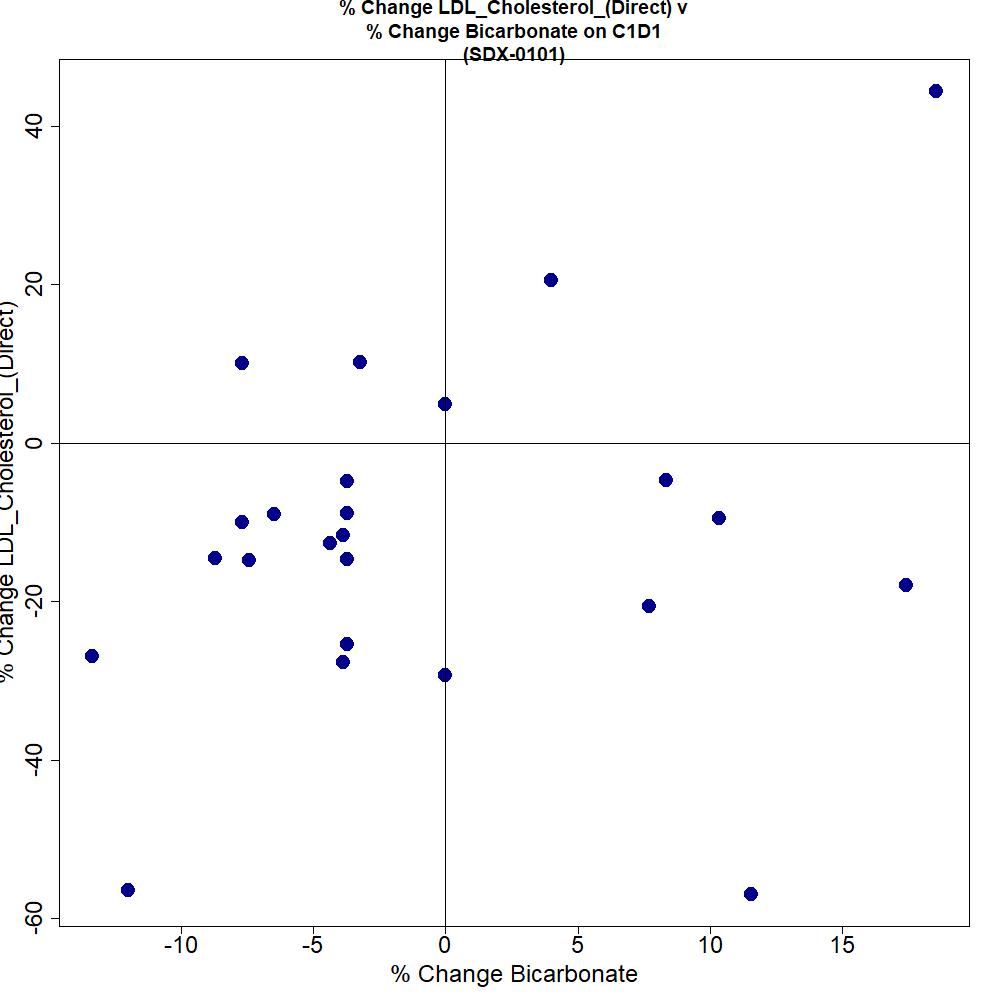 % Change LDL_Cholesterol_(Direct) v
% Change Bicarbonate on C1D1
(SDX-0101)
% Change LDL_Cholesterol_(Direct)
40
20
0
-20
-40
-60
-10
-5
0
5
10
15
% Change Bicarbonate